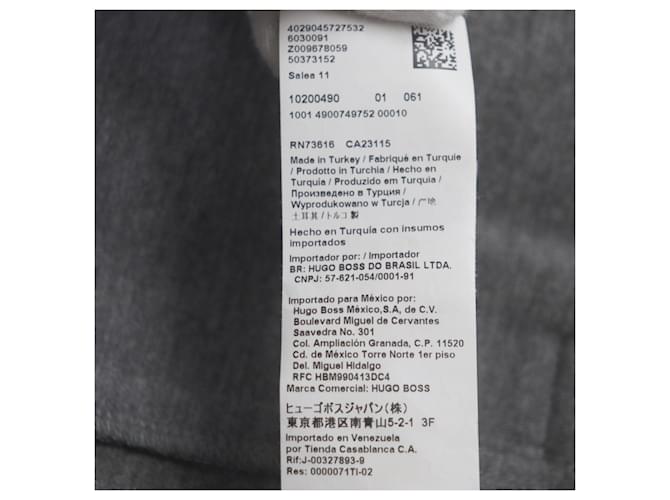 4029045727532
6030091
Z009678059
50373152
Salea 11
10200490 01 061
1001 4900749752 00010
RN73616 CA23115
Made in Turkey / Fabriqué en Turquie
/ Prodotto in Turchia / Hecho en
Turquia / Produzido em Turquia /
Произведено в Турции /
Wyprodukowano w Turcja / 产地
土耳其 / トルコ製
Hecho en Turquia con insumos
importados
Importador por: / Importador
BR: HUGO BOSS DO BRASIL LTDA.
CNPJ: 57-621-054/0001-91
Importado para México por:
Hugo Boss México,S.A, de C.V.
Boulevard Miguel de Cervantes
Saavedra No. 301
Col. Ampliación Granada, C.P. 11520
Cd. de México Torre Norte 1er piso
Del. Miguel Hidalgo
RFC HBM990413DC4
Marca Comercial: HUGO BOSS
ヒューゴボスジャパン(株)
東京都港区南青山5-2-1 3F
Importado en Venezuela
por Tienda Casablanca C.A.
Rif:J-00327893-9
Res: 0000071TI-02